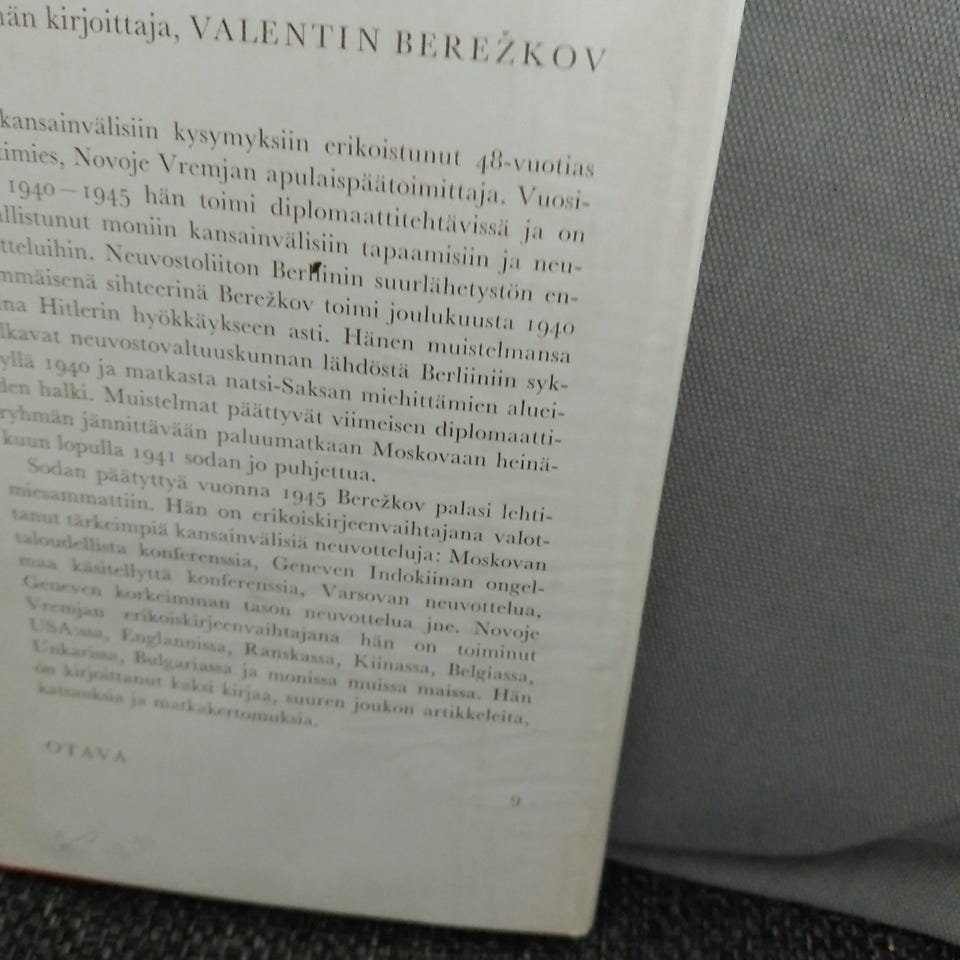 än kirjoittaja, VALENTIN BEREŽKOV
kansainvälisiin kysymyksiin erikoistunut 48-vuotias
timies, Novoje Vremjan apulaispäätoimittaja. Vuosi-
1940–1945 hän toimi diplomaattitehtävissä ja on
allistunut moniin kansainvälisiin tapaamisiin ja neu-
tteluihin. Neuvostoliiton Berliinin suurlähetystön en-
mmäisenä sihteerinä Berežkov toimi joulukuusta 1940
na Hitlerin hyökkäykseen asti. Hänen muistelmansa
lkavat neuvostovaltuuskunnan lähdöstä Berliiniin syk-
yllä 1940 ja matkasta natsi-Saksan miehittämien aluei-
den halki. Muistelmat päättyvät viimeisen diplomaatti-
ryhmän jännittävään paluumatkaan Moskovaan heinä-
kuun lopulla 1941 sodan jo puhjettua.
Sodan päätyttyä vuonna 1945 Berežkov palasi lehti-
miesammattiin. Hän on erikoiskirjeenvaihtajana valot-
tanut tärkeimpiä kansainvälisiä neuvotteluja: Moskovan
taloudellista konferenssia, Geneven Indokiinan ongel-
maa käsitellyttä konferenssia, Varsovan neuvottelua,
Geneven korkeimman tason neuvottelua jne. Novoje
Vremjan erikoiskirjeenvaihtajana hän on toiminut
USA:ssa, Englannissa, Ranskassa, Kiinassa, Belgiassa,
Unkarissa, Bulgariassa ja monissa muissa maissa. Hän
on kirjoittanut kaksi kirjaa, suuren joukon artikkeleita,
katsauksia ja matkakertomuksia.
OTAVA
9